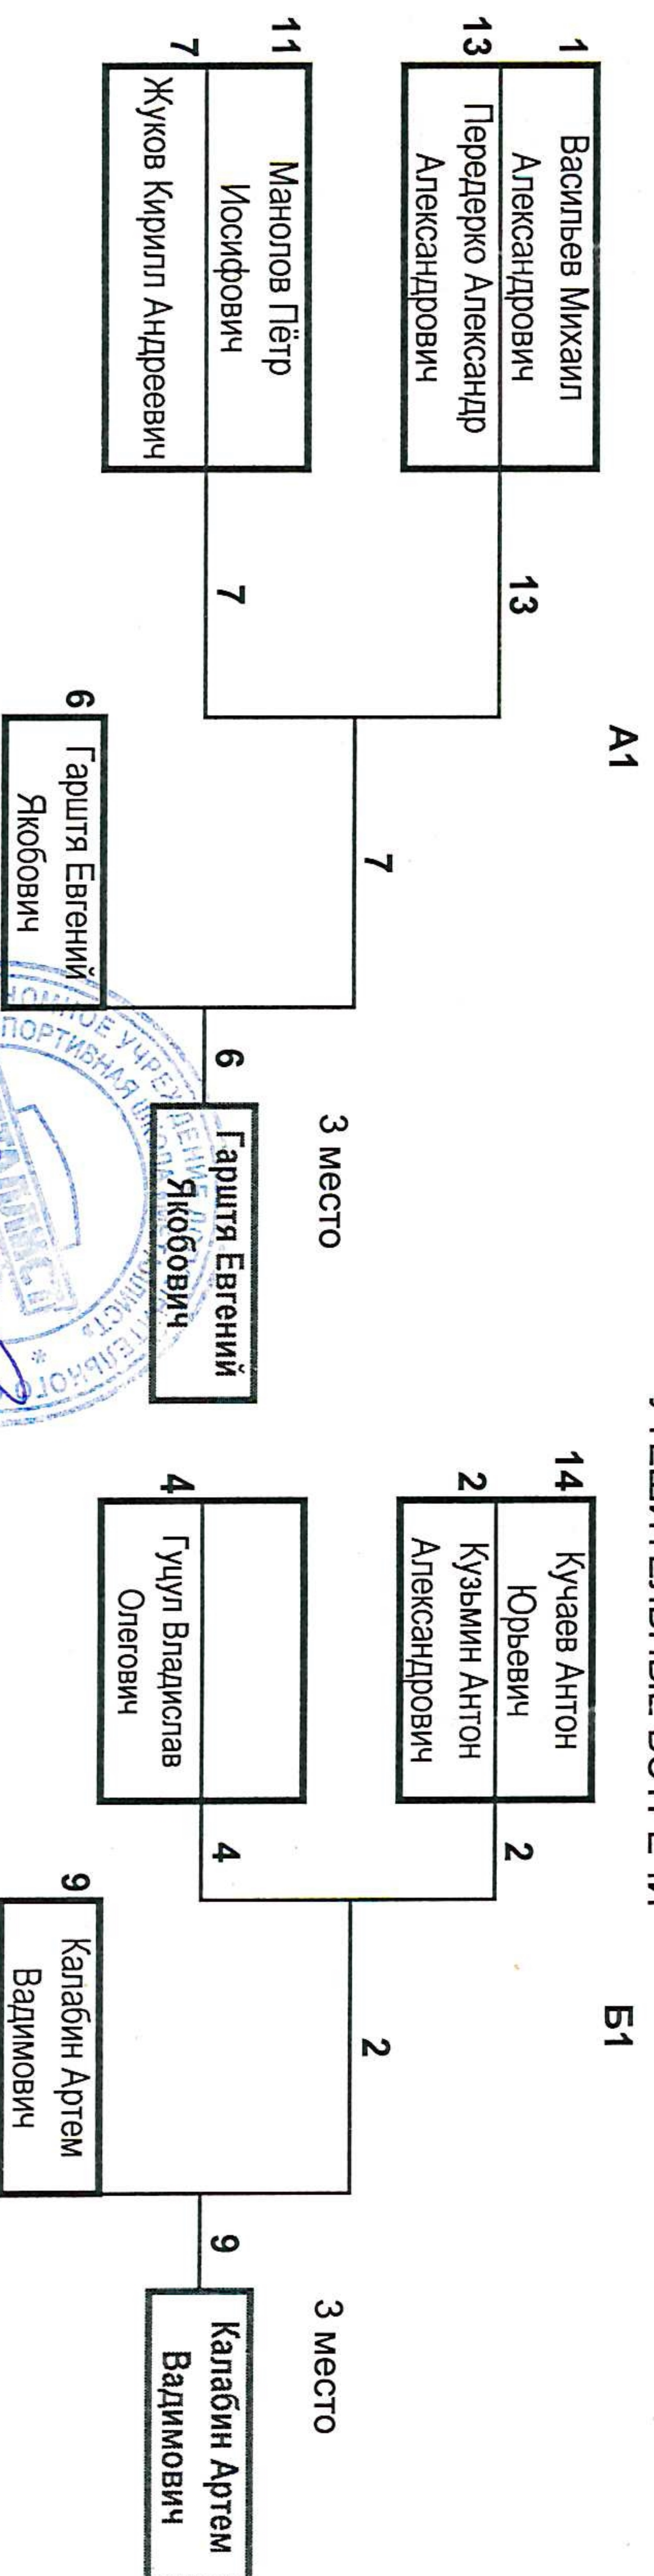 А1
1
Васильев Михаил
Александрович
13
Передерко Александр
Александрович
13
11
Манолов Пётр
Иосифович
7
Жуков Кирилл Андреевич
7
7
6
Гарштя Евгений
Якобович
6
3 место
Гарштя Евгений
Якобович
Б1
14
Кучаев Антон
Юрьевич
2
Кузьмин Антон
Александрович
2
4
Гуцул Владислав
Олегович
4
2
9
Калабин Артем
Вадимович
9
3 место
Калабин Артем
Вадимович